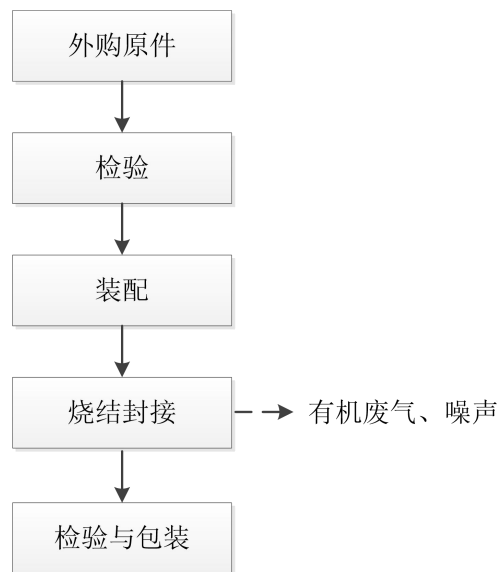 外购原件
检验
装配
烧结封接
有机废气、噪声
检验与包装